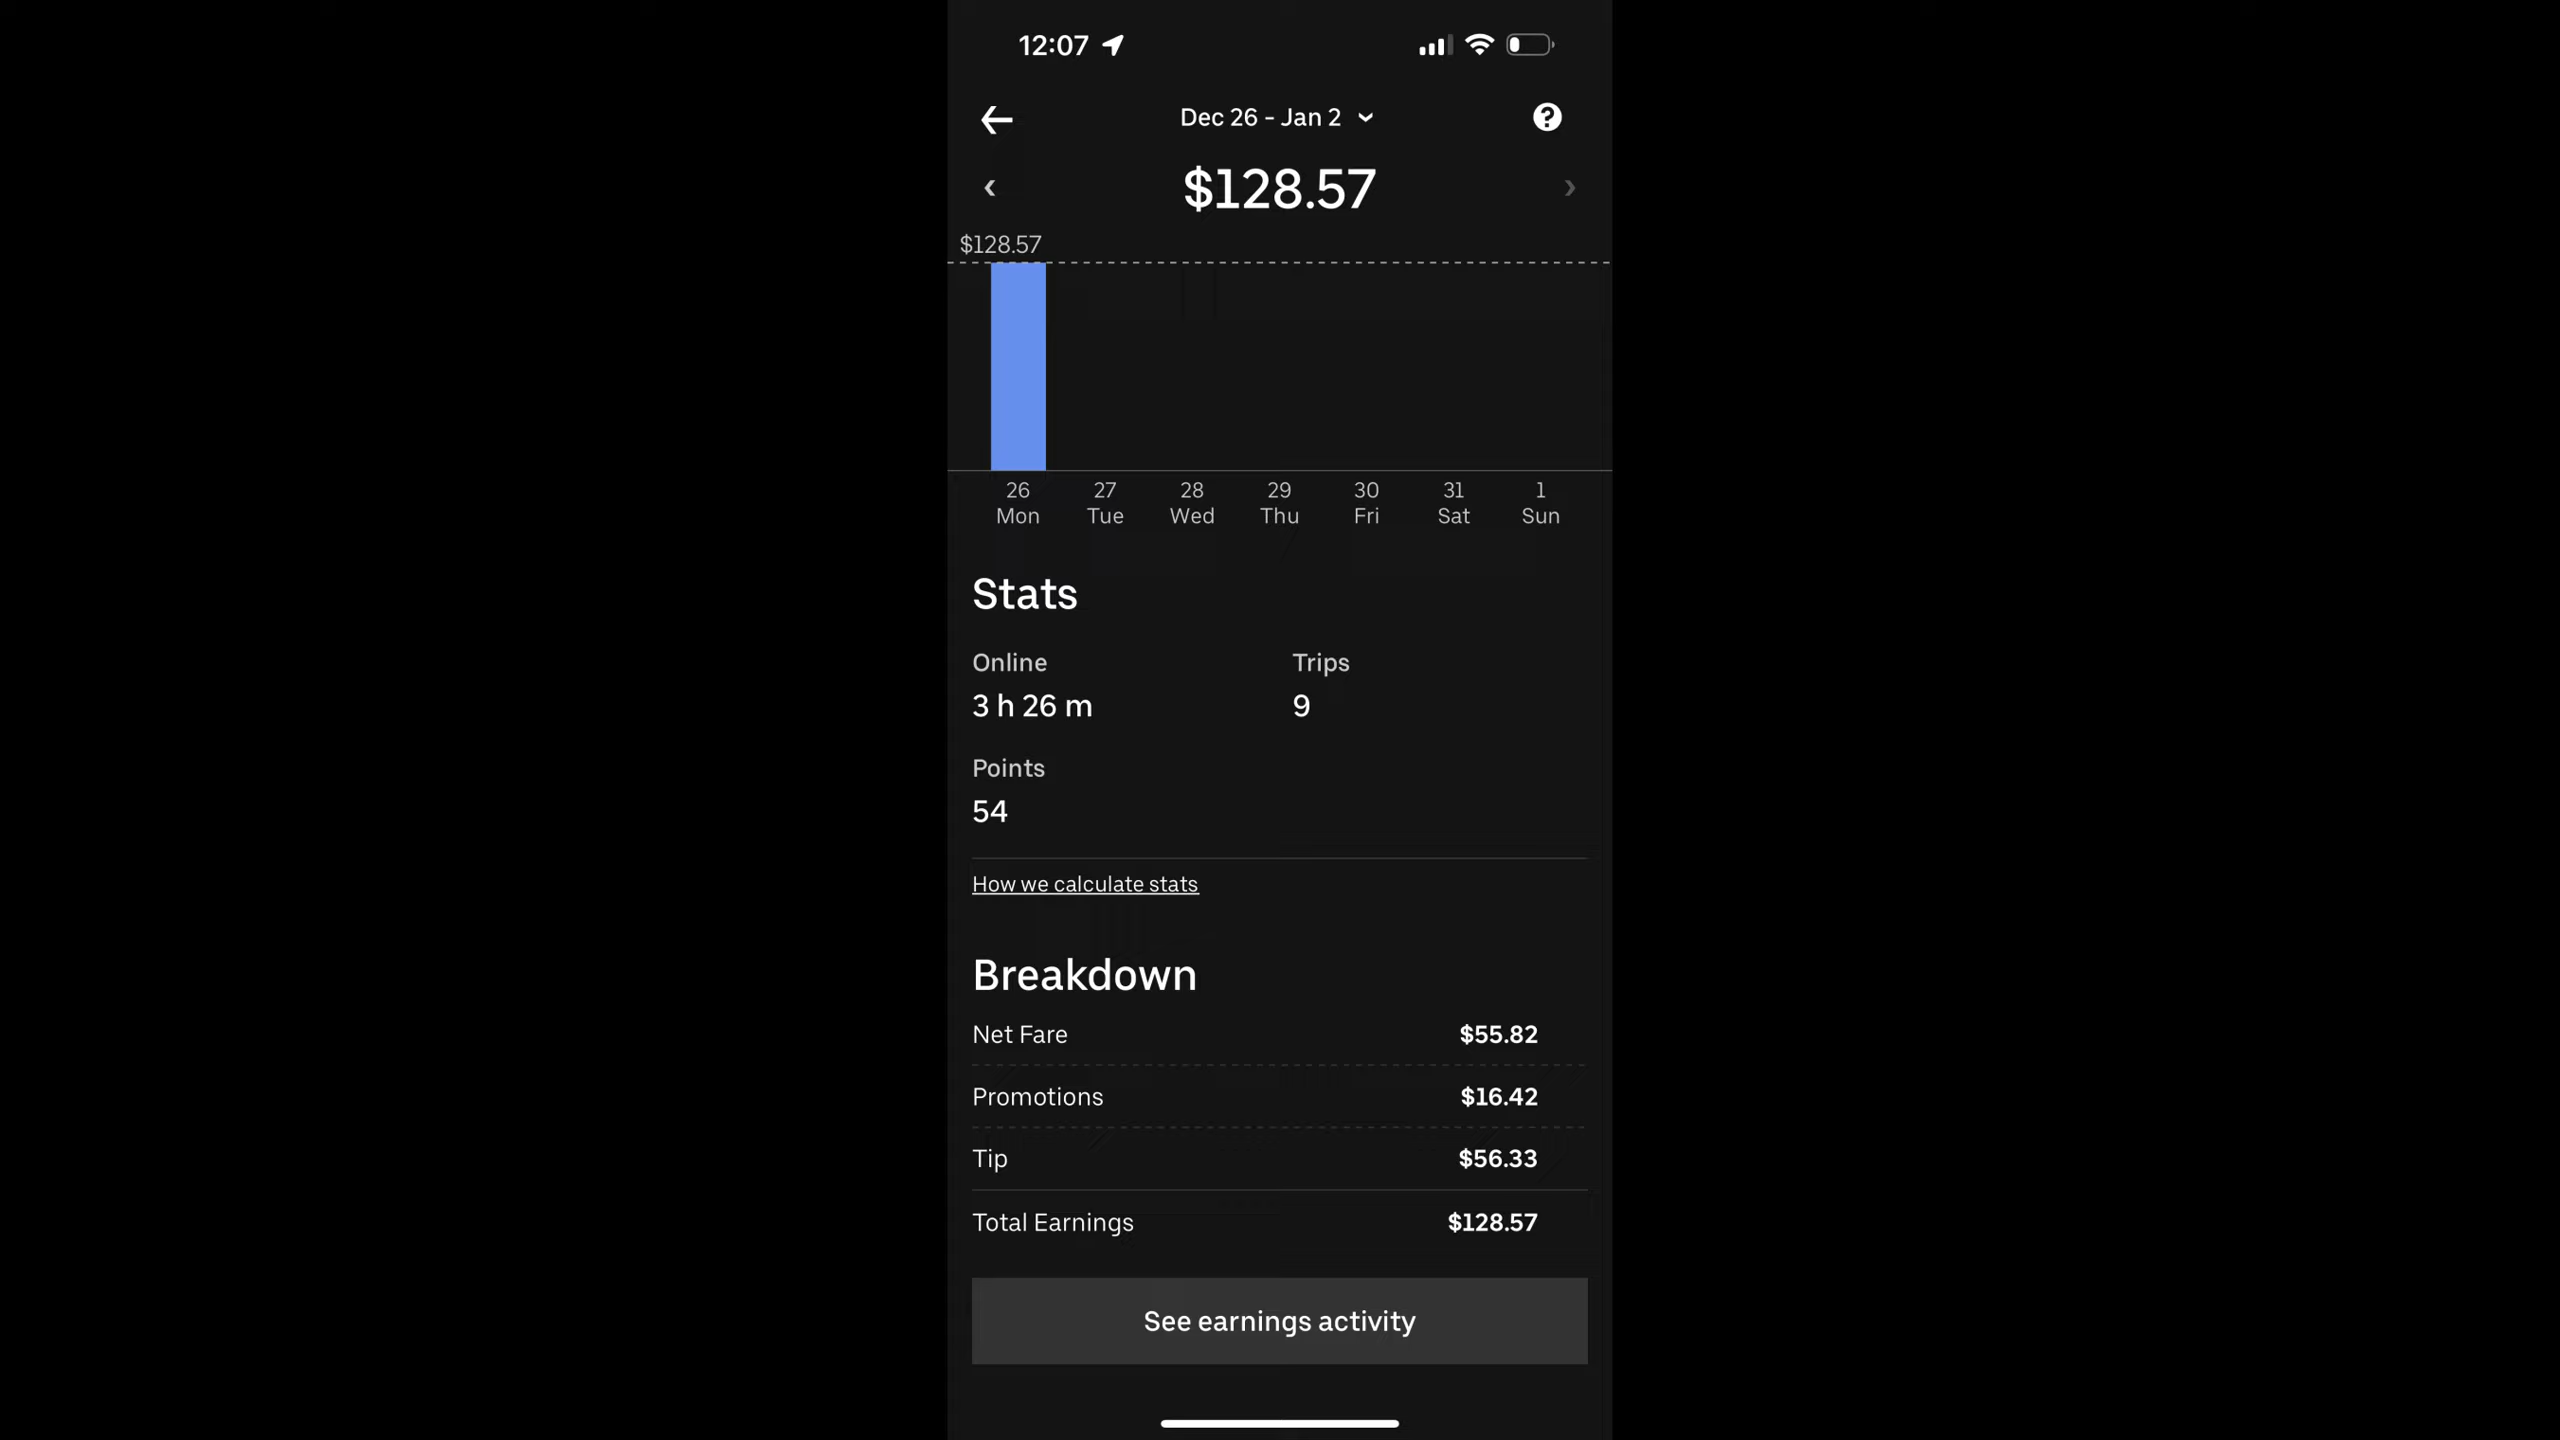 12:07
Dec 26 - Jan 2
$128.57
$128.57
26 27 28 29 30 31 1
Mon Tue Wed Thu Fri Sat Sun
Stats
Online Trips
3 h 26 m 9
Points
54
How we calculate stats
Breakdown
Net Fare $55.82
Promotions $16.42
Tip $56.33
Total Earnings $128.57
See earnings activity